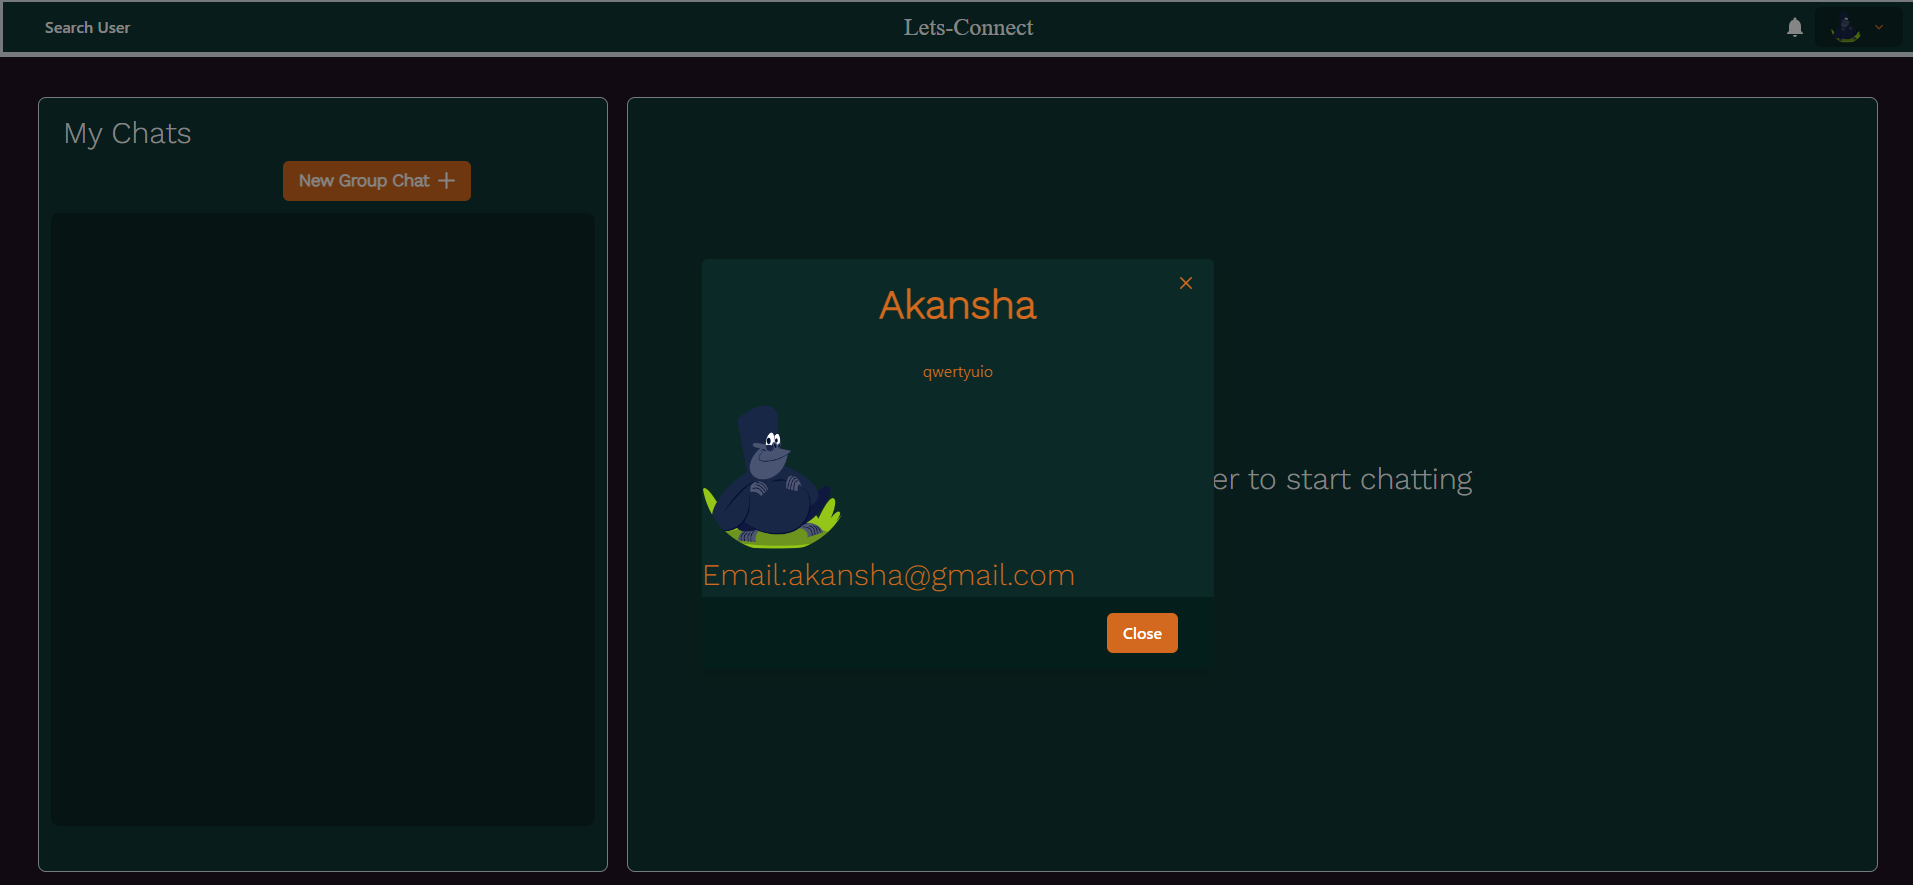 Search User
Lets-Connect
My Chats
New Group Chat
Akansha
qwertyuio
er to start chatting
Email:akansha@gmail.com
Close